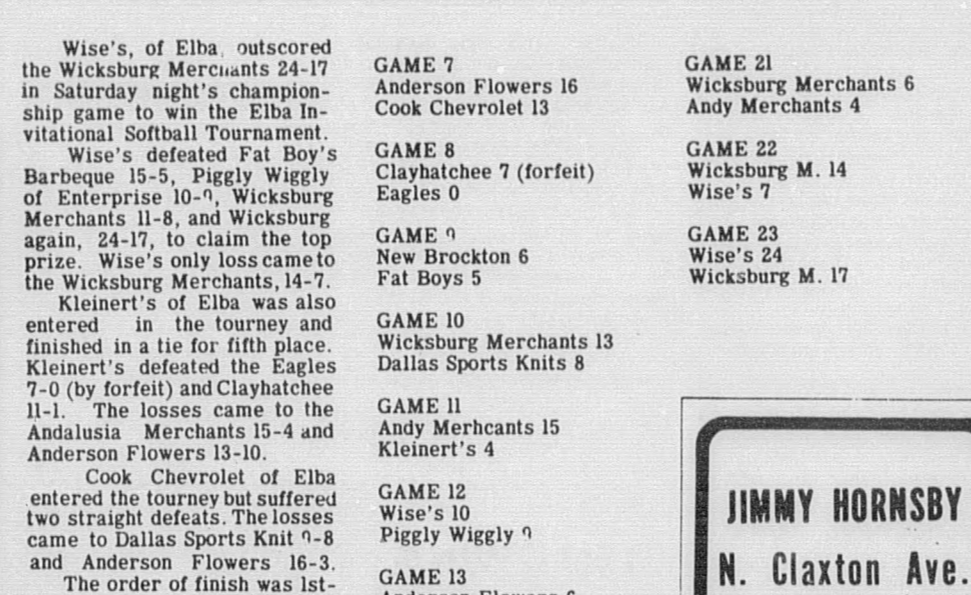 Wise's, of Elba, outscored
the Wicksburg Merchants 24-17
in Saturday night's champion-
ship game to win the Elba In-
vitational Softball Tournament.
Wise's defeated Fat Boy's
Barbeque 15-5, Piggly Wiggly
of Enterprise 10-9, Wicksburg
Merchants 11-8, and Wicksburg
again, 24-17, to claim the top
prize. Wise's only loss came to
the Wicksburg Merchants, 14-7.
Kleinert's of Elba was also
entered in the tourney and
finished in a tie for fifth place.
Kleinert's defeated the Eagles
7-0 (by forfeit) and Clayhatchee
11-1. The losses came to the
Andalusia Merchants 15-4 and
Anderson Flowers 13-10.
Cook Chevrolet of Elba
entered the tourney but suffered
two straight defeats. The losses
came to Dallas Sports Knit 9-8
and Anderson Flowers 16-3.
The order of finish was 1st-
GAME 7
Anderson Flowers 16
Cook Chevrolet 13
GAME 8
Clayhatchee 7 (forfeit)
Eagles 0
GAME 9
New Brockton 6
Fat Boys 5
GAME 10
Wicksburg Merchants 13
Dallas Sports Knits 8
GAME 11
Andy Merhcants 15
Kleinert's 4
GAME 12
Wise's 10
Piggly Wiggly 9
GAME 13
Anderson Flowers 6
GAME 21
Wicksburg Merchants 6
Andy Merchants 4
GAME 22
Wicksburg M. 14
Wise's 7
GAME 23
Wise's 24
Wicksburg M. 17
JIMMY HORNSBY
N. Claxton Ave.